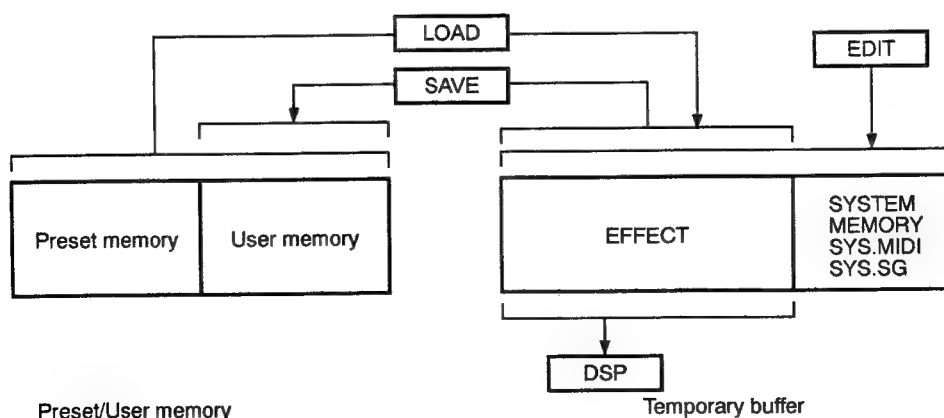 LOAD
EDIT
SAVE
Preset memory
User memory
EFFECT
SYSTEM
MEMORY
SYS.MIDI
SYS.SG
DSP
Preset/User memory
Temporary buffer